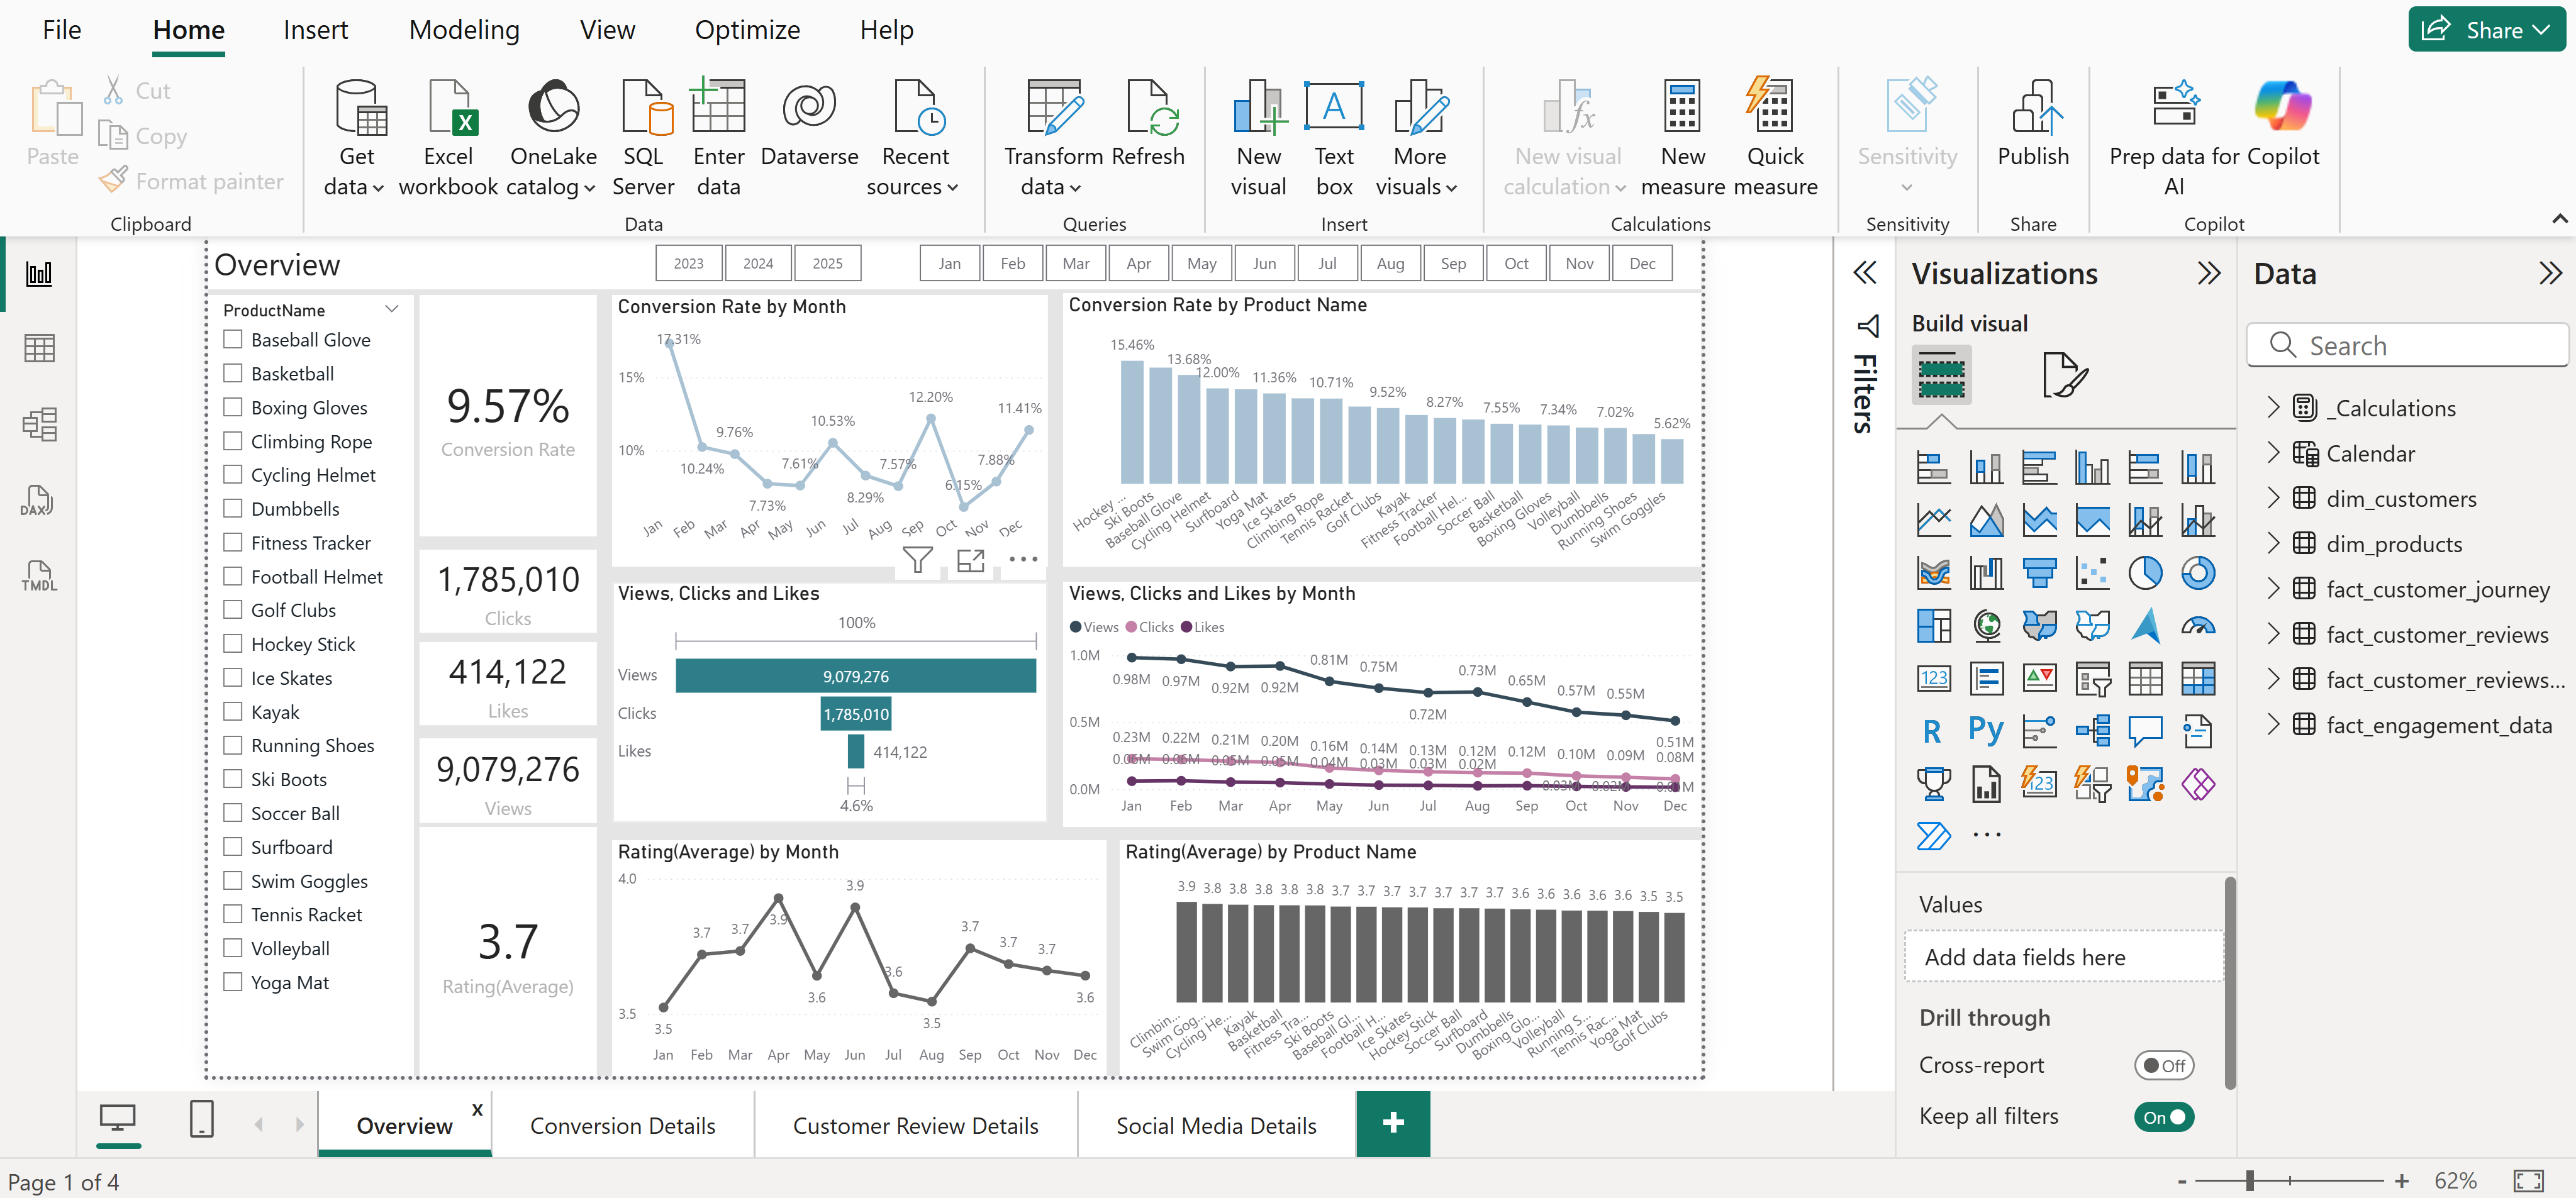 File Home Insert Modeling View Optimize Help
Share
Paste
Cut
Copy
Format painter
Clipboard
Get data
Excel workbook
OneLake catalog
SQL Server
Enter data
Dataverse
Recent sources
Data
Transform data
Refresh
Queries
New visual
Text box
A
More visuals
Insert
New visual calculation
New measure
Quick measure
Calculations
Sensitivity
Sensitivity
Publish
Share
Prep data for AI
Copilot
Copilot
DAX
TMDL
Overview
2023 2024 2025
Jan Feb Mar Apr May Jun Jul Aug Sep Oct Nov Dec
ProductName
Baseball Glove
Basketball
Boxing Gloves
Climbing Rope
Cycling Helmet
Dumbbells
Fitness Tracker
Football Helmet
Golf Clubs
Hockey Stick
Ice Skates
Kayak
Running Shoes
Ski Boots
Soccer Ball
Surfboard
Swim Goggles
Tennis Racket
Volleyball
Yoga Mat
9.57%
Conversion Rate
1,785,010
Clicks
414,122
Likes
9,079,276
Views
3.7
Rating(Average)
Conversion Rate by Month
15%
10%
17.31% 10.24% 9.76% 7.73% 7.61% 10.53% 8.29% 7.57% 12.20% 6.15% 7.88% 11.41%
Jan Feb Mar Apr May Jun Jul Aug Sep Oct Nov Dec
Conversion Rate by Product Name
15.46% 13.68% 12.00% 11.36% 10.71% 9.52% 8.27% 7.55% 7.34% 7.02% 5.62%
Hockey ... Ski Boots Baseball Glove Cycling Helmet Surfboard Yoga Mat Ice Skates Climbing Rope Tennis Racket Golf Clubs Kayak Fitness Tracker Football Hel... Soccer Ball Basketball Boxing Gloves Volleyball Dumbbells Running Shoes Swim Goggles
Views, Clicks and Likes
100%
Views 9,079,276
Clicks 1,785,010
Likes 414,122
4.6%
Views, Clicks and Likes by Month
Views Clicks Likes
1.0M
0.5M
0.0M
0.98M 0.97M 0.92M 0.92M 0.81M 0.75M 0.72M 0.73M 0.65M 0.57M 0.55M 0.51M
0.23M 0.22M 0.21M 0.20M 0.16M 0.14M 0.13M 0.12M 0.12M 0.10M 0.09M 0.08M
0.06M 0.06M 0.05M 0.05M 0.04M 0.03M 0.03M 0.02M 0.03M 0.02M
Jan Feb Mar Apr May Jun Jul Aug Sep Oct Nov Dec
Rating(Average) by Month
4.0
3.5
3.5 3.7 3.7 3.9 3.6 3.9 3.6 3.5 3.7 3.7 3.7 3.6
Jan Feb Mar Apr May Jun Jul Aug Sep Oct Nov Dec
Rating(Average) by Product Name
3.9 3.8 3.8 3.8 3.8 3.8 3.7 3.7 3.7 3.7 3.7 3.7 3.7 3.6 3.6 3.6 3.6 3.6 3.5 3.5
Climbin... Swim Gog... Cycling He... Kayak Basketball Fitness Tra... Ski Boots Baseball Gl... Football H... Ice Skates Hockey Stick Soccer Ball Surfboard Dumbbells Boxing Glo... Volleyball Running S... Tennis Rac... Yoga Mat Golf Clubs
Filters
Visualizations
Build visual
123
R Py
123
Values
Add data fields here
Drill through
Cross-report
Off
Keep all filters
On
Data
Search
_Calculations
Calendar
dim_customers
dim_products
fact_customer_journey
fact_customer_reviews
fact_customer_reviews...
fact_engagement_data
Overview x
Conversion Details
Customer Review Details
Social Media Details
+
Page 1 of 4
- + 62%